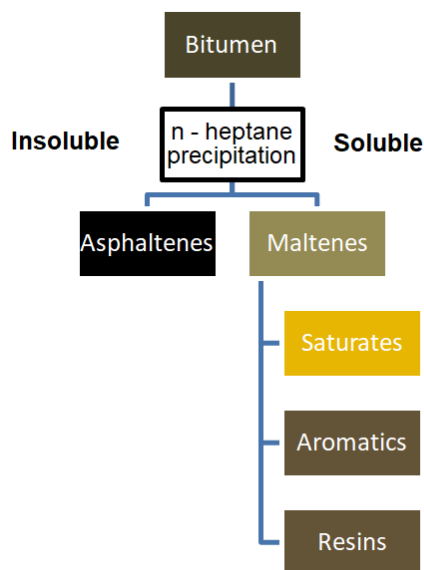 Bitumen
Insoluble
n - heptane
precipitation
Soluble
Asphaltenes
Maltenes
Saturates
Aromatics
Resins